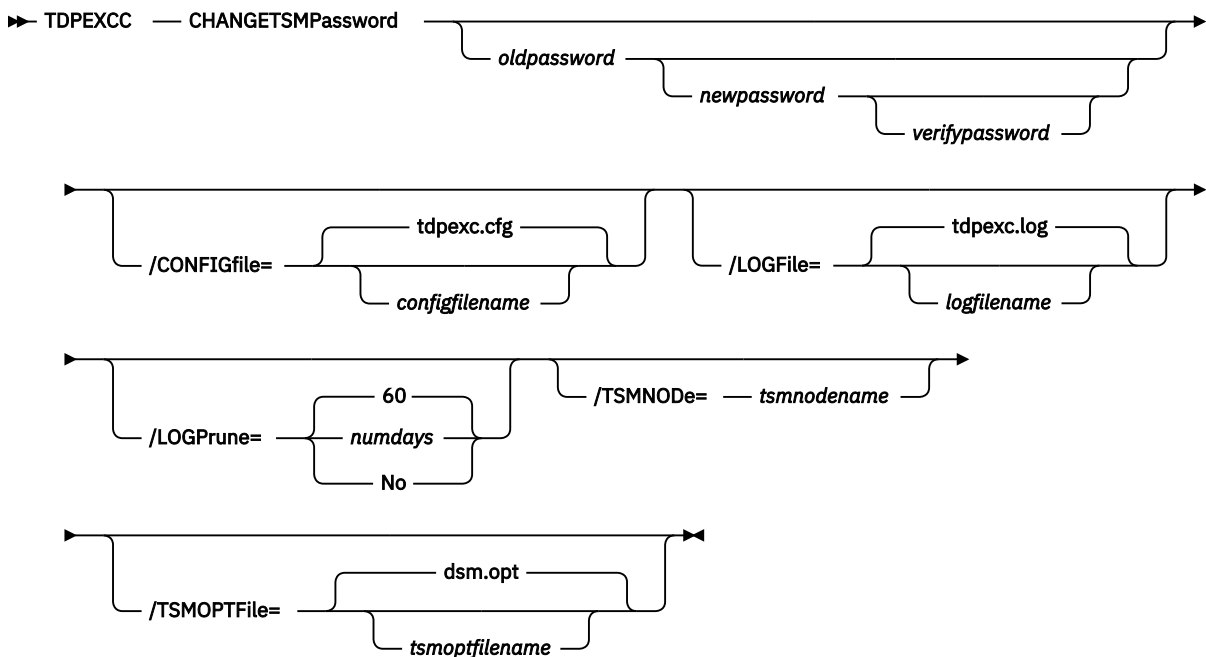 TDPEXCC CHANGETSMPassword
oldpassword
newpassword
verifypassword
tdpexc.cfg
/CONFIGfile=
configfilename
tdpexc.log
/LOGFile=
logfilename
60
/LOGPrune= numdays
No
/TSMNODe= tsmnodename
dsm.opt
/TSMOPTFile=
tsmoptfilename